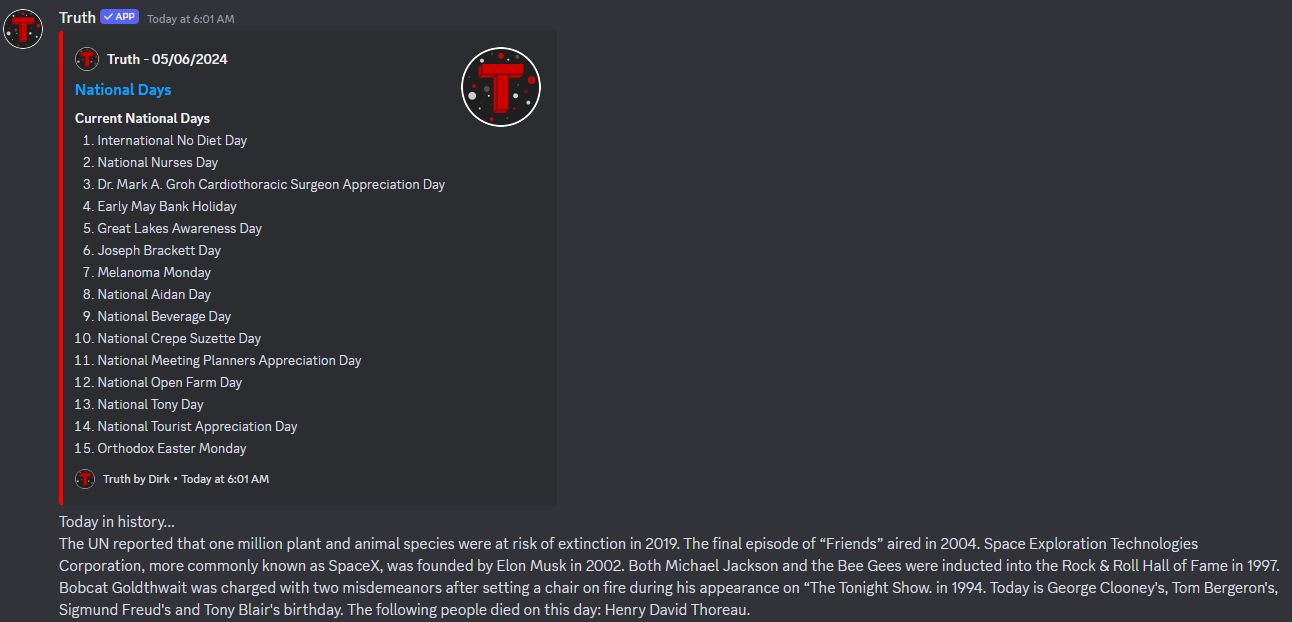 Truth APP Today at 6:01 AM
Truth - 05/06/2024
National Days
Current National Days
1. International No Diet Day
2. National Nurses Day
3. Dr. Mark A. Groh Cardiothoracic Surgeon Appreciation Day
4. Early May Bank Holiday
5. Great Lakes Awareness Day
6. Joseph Brackett Day
7. Melanoma Monday
8. National Aidan Day
9. National Beverage Day
10. National Crepe Suzette Day
11. National Meeting Planners Appreciation Day
12. National Open Farm Day
13. National Tony Day
14. National Tourist Appreciation Day
15. Orthodox Easter Monday
Truth by Dirk • Today at 6:01 AM
Today in history...
The UN reported that one million plant and animal species were at risk of extinction in 2019. The final episode of “Friends” aired in 2004. Space Exploration Technologies
Corporation, more commonly known as SpaceX, was founded by Elon Musk in 2002. Both Michael Jackson and the Bee Gees were inducted into the Rock & Roll Hall of Fame in 1997.
Bobcat Goldthwait was charged with two misdemeanors after setting a chair on fire during his appearance on “The Tonight Show. in 1994. Today is George Clooney's, Tom Bergeron's,
Sigmund Freud's and Tony Blair's birthday. The following people died on this day: Henry David Thoreau.